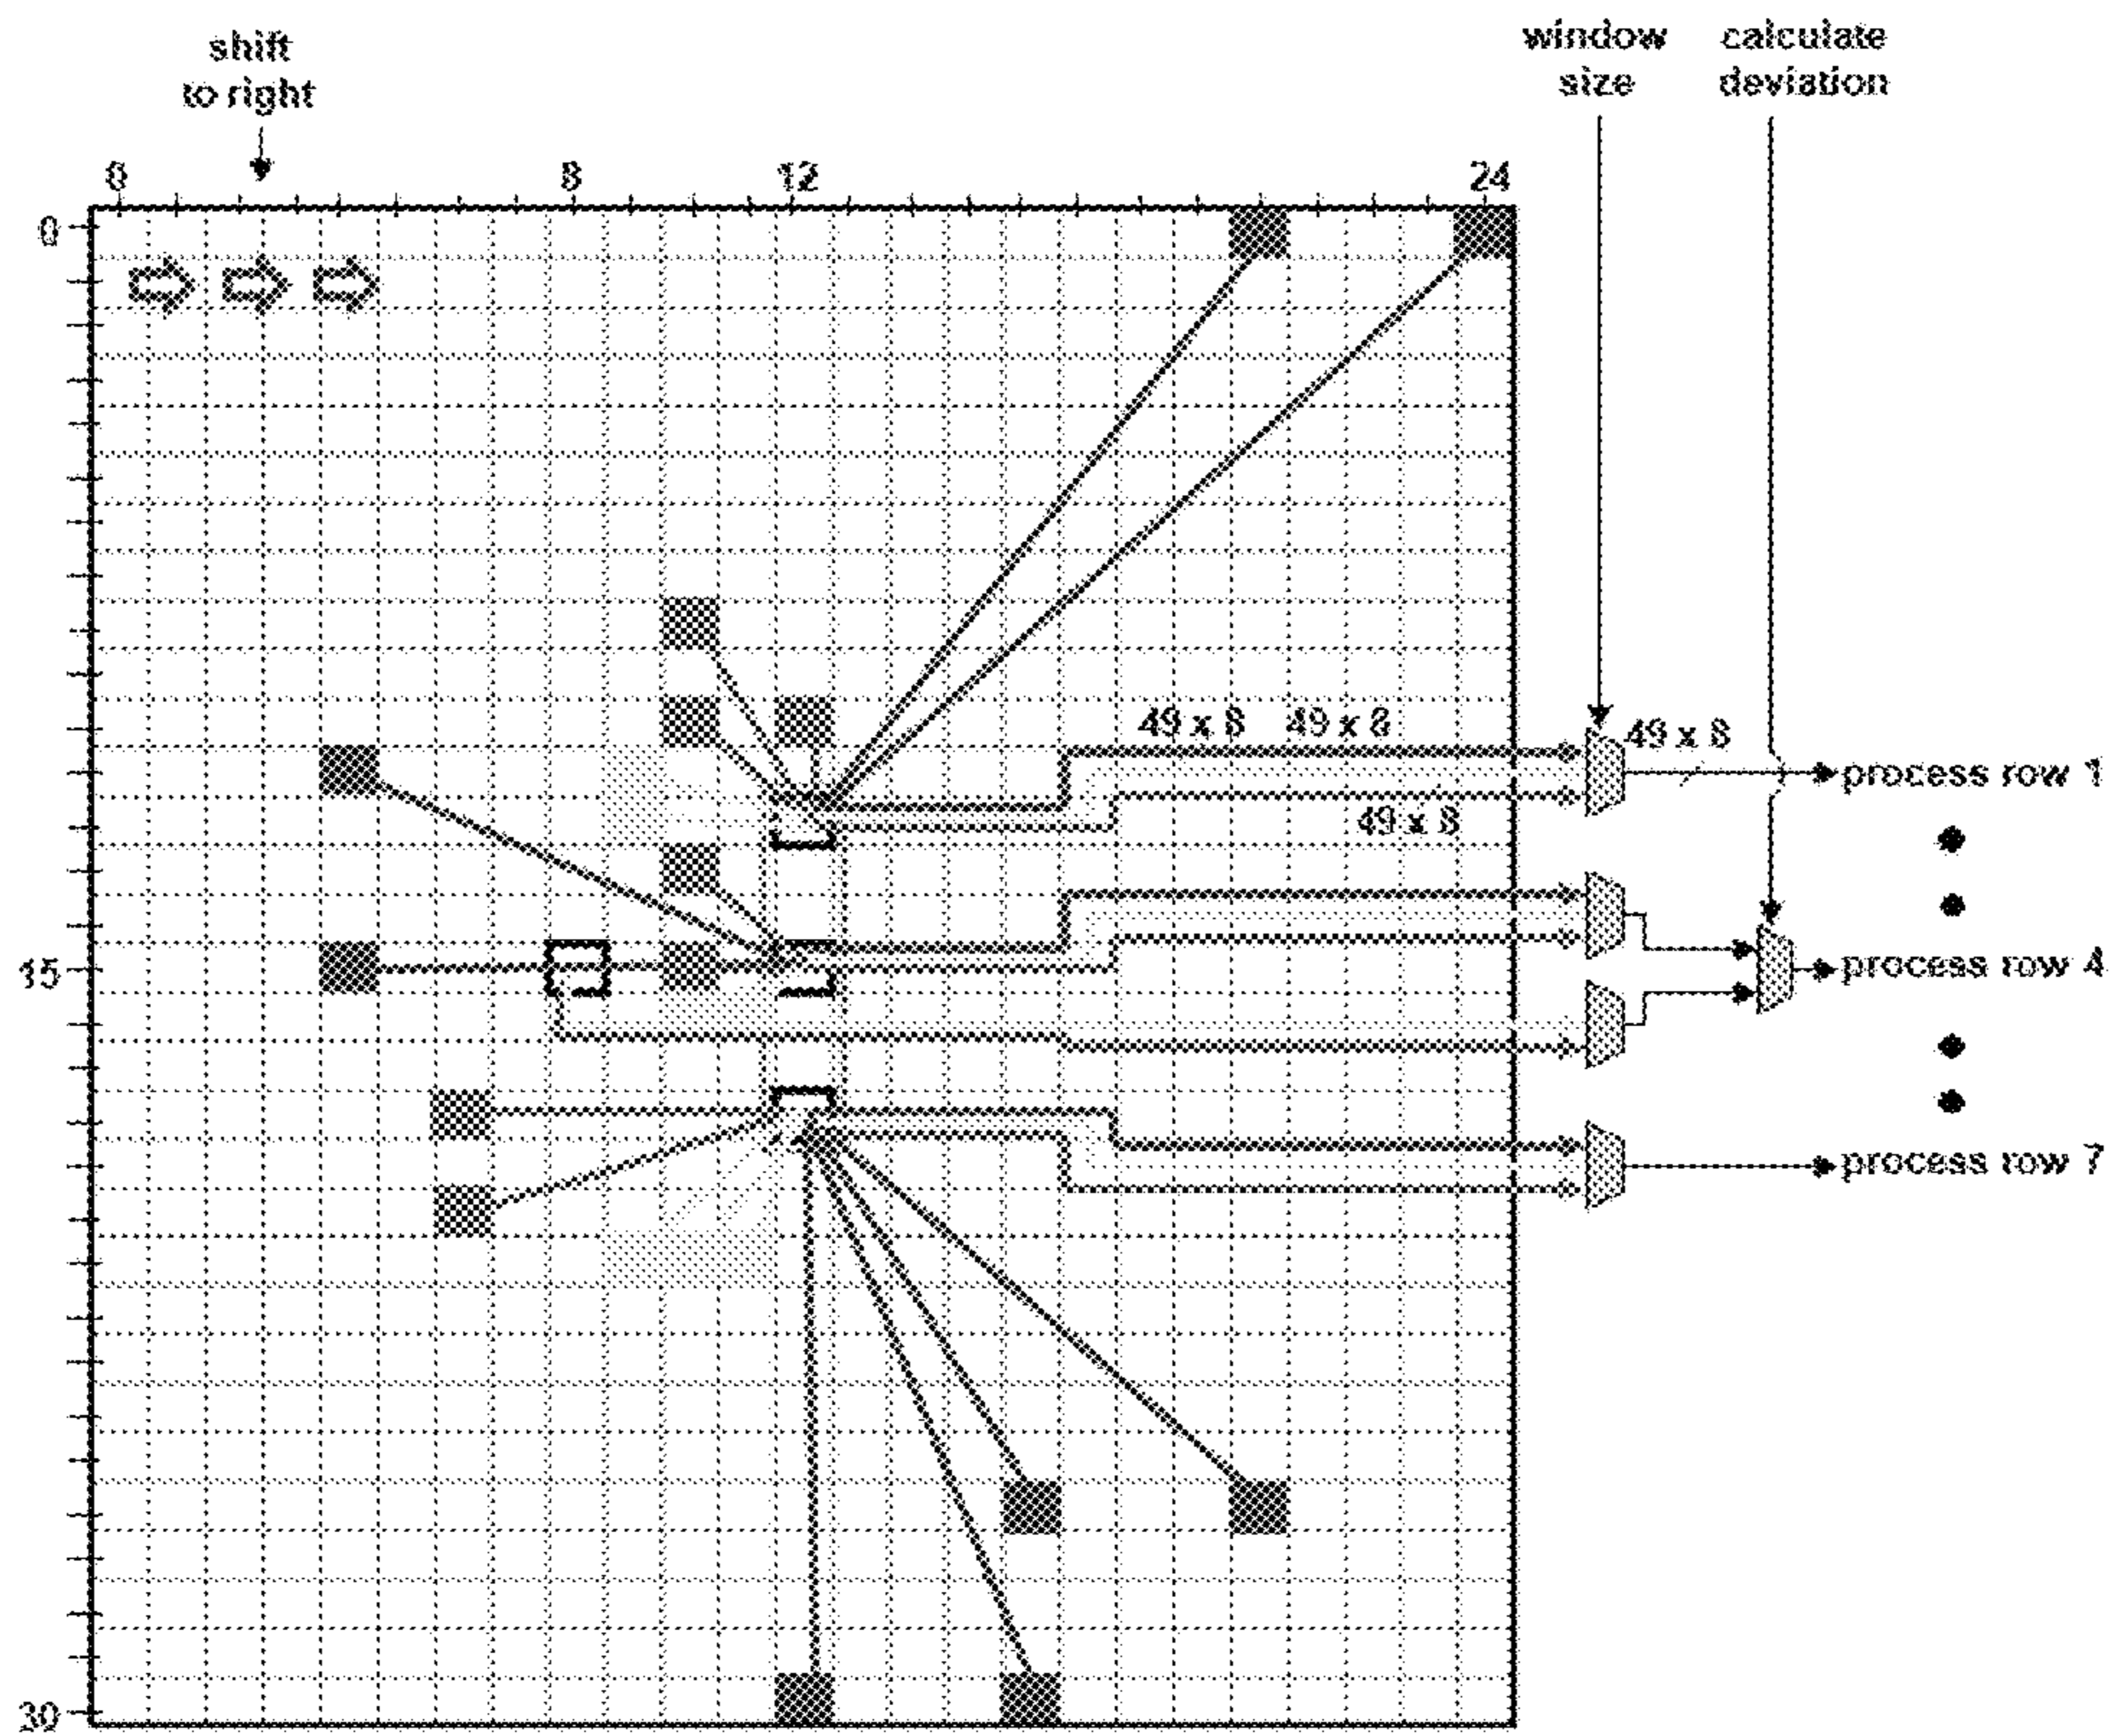 shift
to right
window
size
calculate
deviation
0
8
12
24
0
49 x 8
49 x 8
49 x 8
process row 1
49 x 8
15
process row 4
process row 7
30